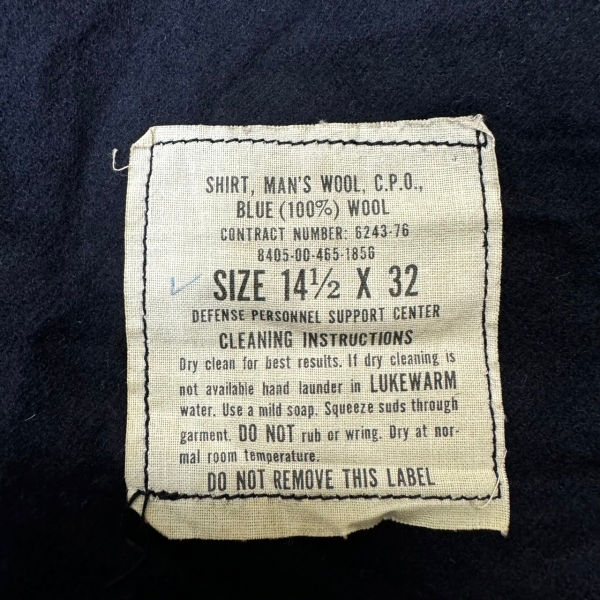 SHIRT, MAN'S WOOL, C.P.O.,
BLUE (100%) WOOL
CONTRACT NUMBER: 6243-76
8405-00-465-1856
SIZE 14½ X 32
DEFENSE PERSONNEL SUPPORT CENTER
CLEANING INSTRUCTIONS
Dry clean for best results. If dry cleaning is
not available hand launder in LUKEWARM
water. Use a mild soap. Squeeze suds through
garment. DO NOT rub or wring. Dry at nor-
mal room temperature.
DO NOT REMOVE THIS LABEL